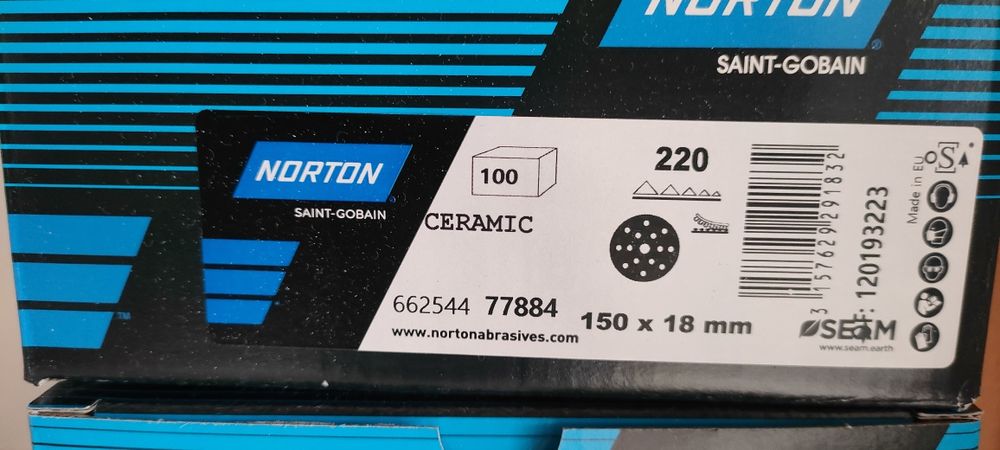 NORTON
SAINT-GOBAIN
NORTON
SAINT-GOBAIN
100
CERAMIC
662544 77884
www.nortonabrasives.com
220
150 x 18 mm
3 157629 291832
F: 120193223
Made in EU
SEAM
www.seam.earth
TM